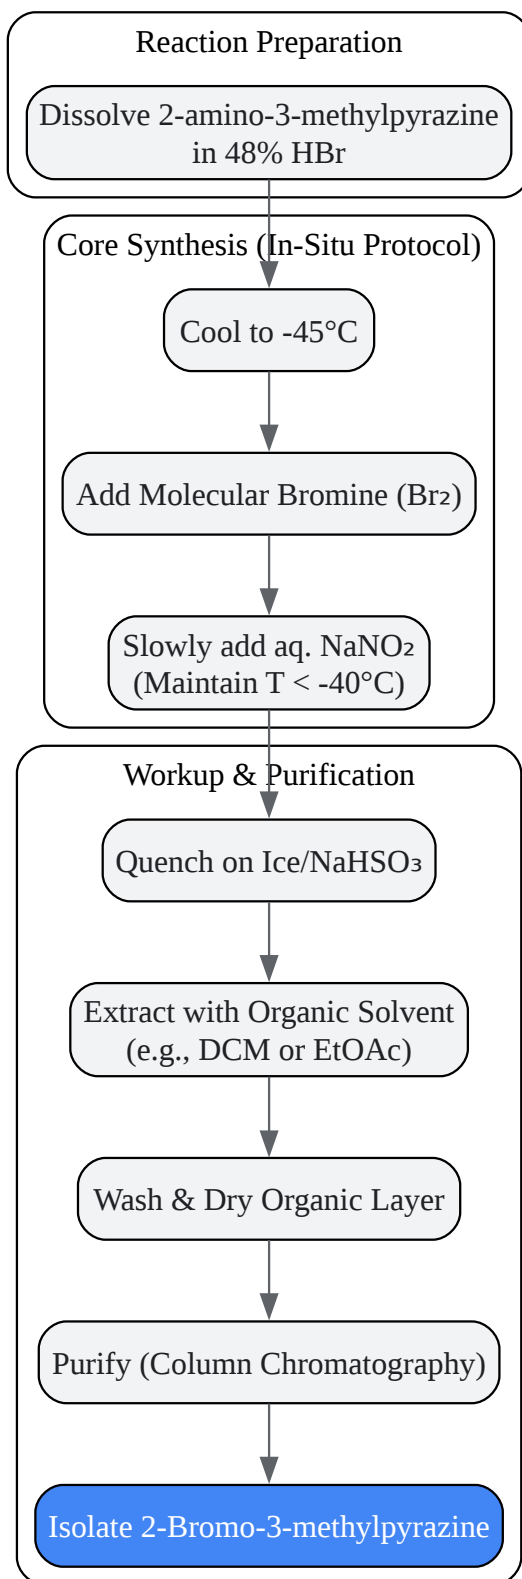 Reaction Preparation
Dissolve 2-amino-3-methylpyrazine
in 48% HBr
Core Synthesis (In-Situ Protocol)
Cool to -45°C
Add Molecular Bromine (Br₂)
Slowly add aq. NaNO₂
(Maintain T < -40°C)
Workup & Purification
Quench on Ice/NaHSO₃
Extract with Organic Solvent
(e.g., DCM or EtOAc)
Wash & Dry Organic Layer
Purify (Column Chromatography)
Isolate 2-Bromo-3-methylpyrazine